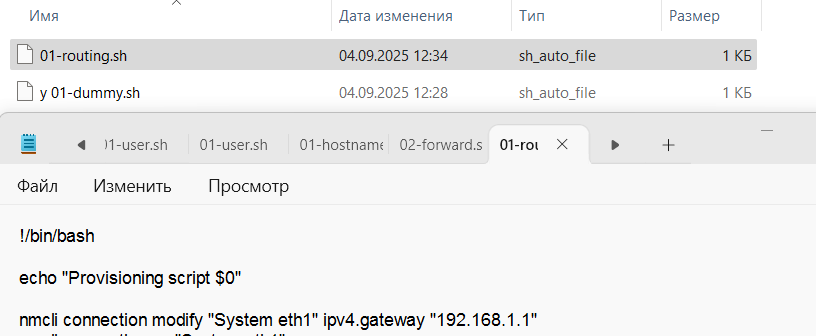 Имя Дата изменения Тип Размер
01-routing.sh 04.09.2025 12:34 sh_auto_file 1 КБ
y 01-dummy.sh 04.09.2025 12:28 sh_auto_file 1 КБ
01-user.sh 01-user.sh 01-hostname 02-forward.s 01-rou
Файл Изменить Просмотр
!/bin/bash
echo "Provisioning script $0"
nmcli connection modify "System eth1" ipv4.gateway "192.168.1.1"